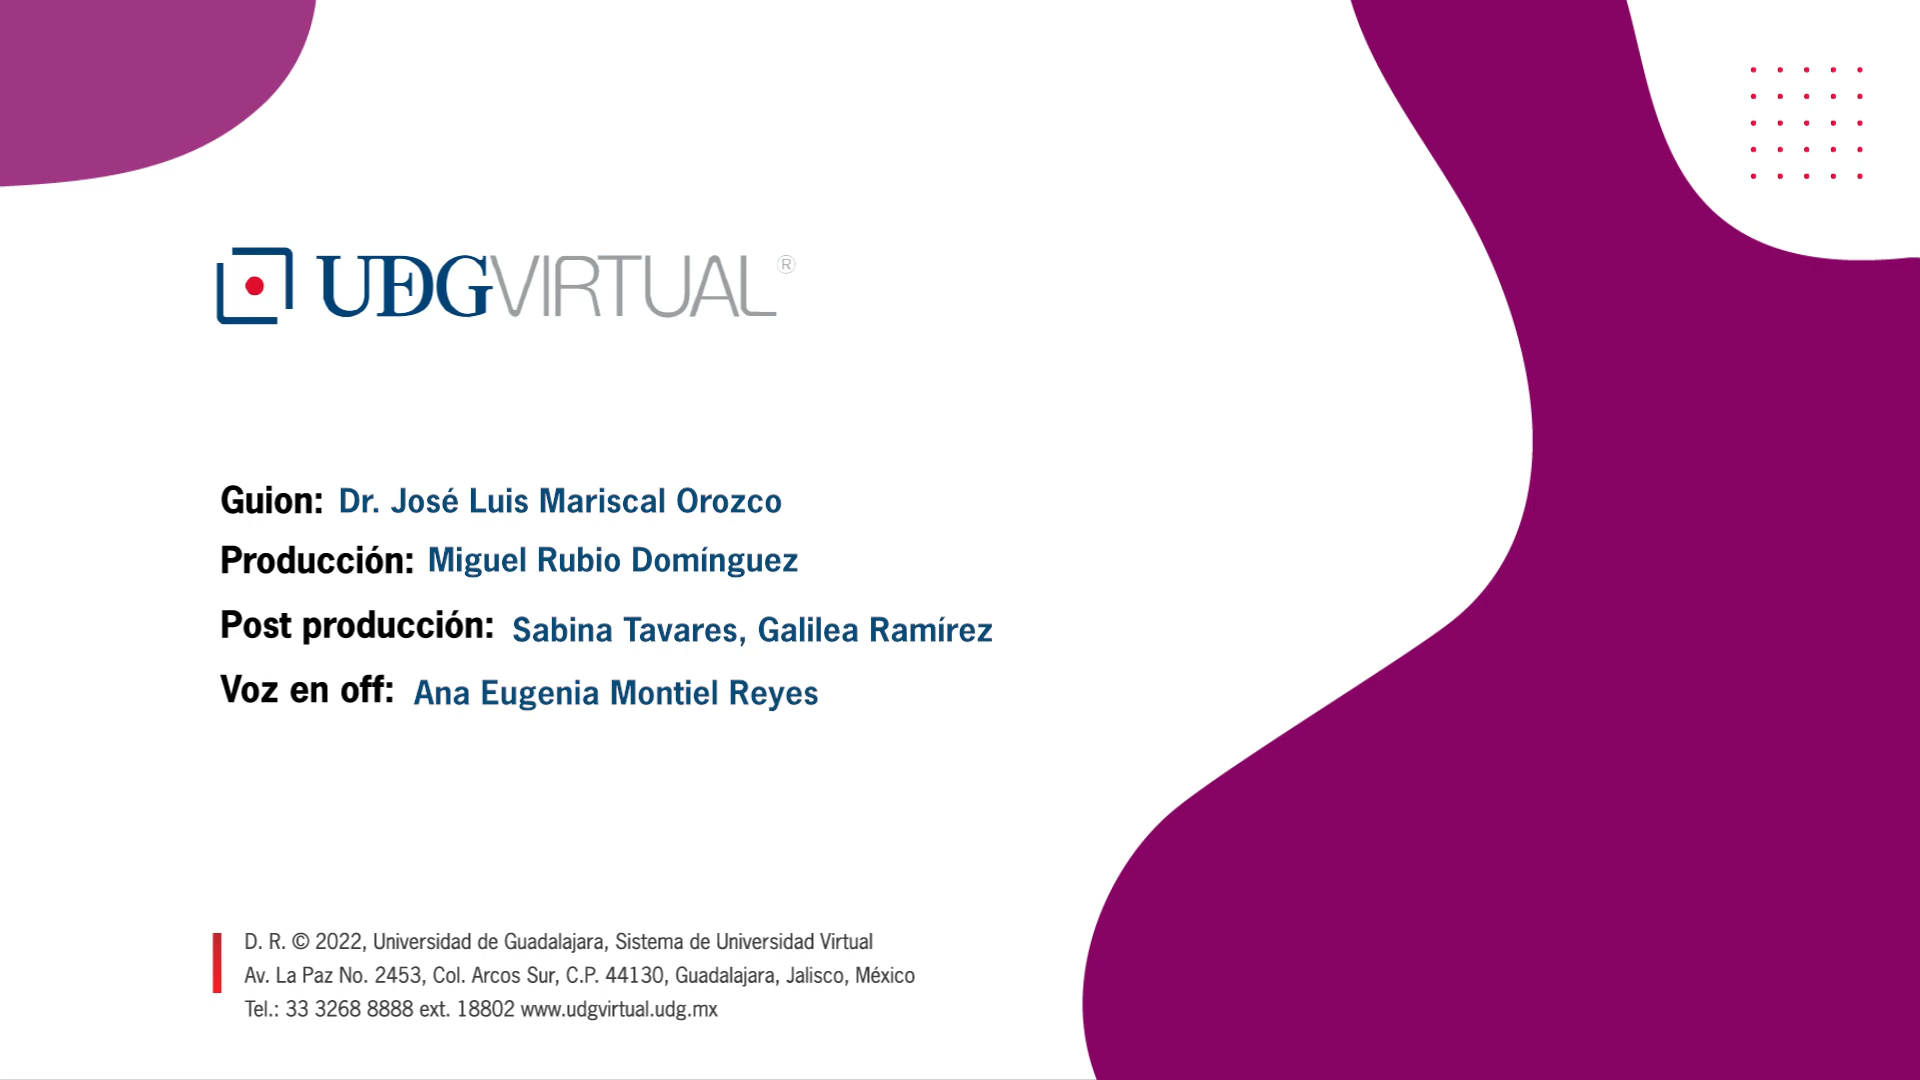 UDGVIRTUAL®
Guion: Dr. José Luis Mariscal Orozco
Producción: Miguel Rubio Domínguez
Post producción: Sabina Tavares, Galilea Ramírez
Voz en off: Ana Eugenia Montiel Reyes
D. R. © 2022, Universidad de Guadalajara, Sistema de Universidad Virtual
Av. La Paz No. 2453, Col. Arcos Sur, C.P. 44130, Guadalajara, Jalisco, México
Tel.: 33 3268 8888 ext. 18802 www.udgvirtual.udg.mx